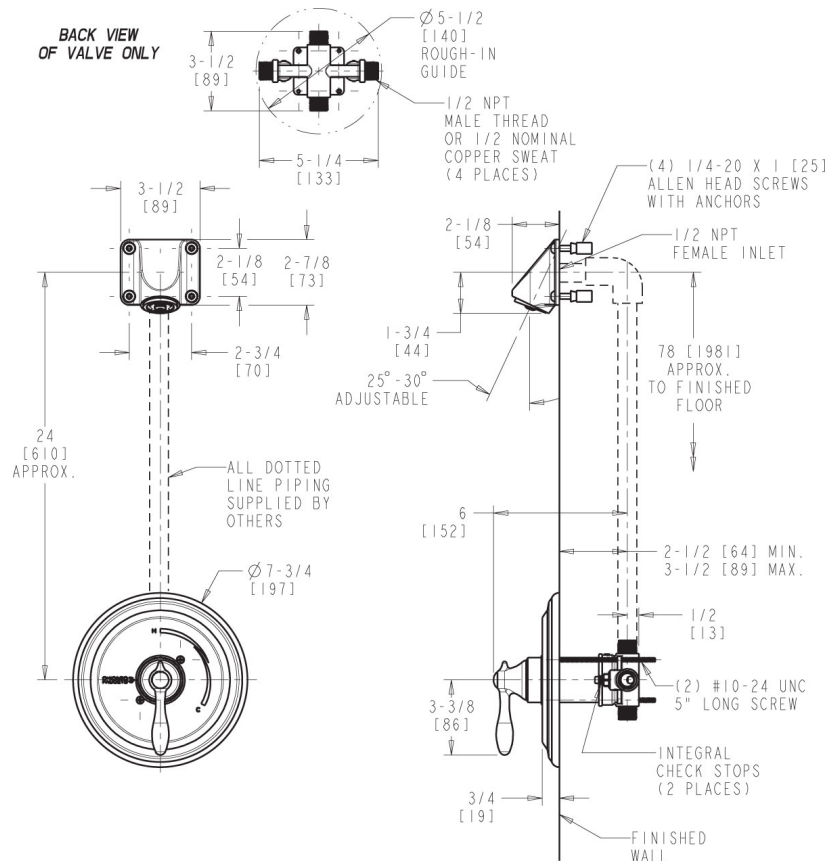 BACK VIEW
OF VALVE ONLY
3-1/2
[89]
Ø 5-1/2
[140]
ROUGH-IN
GUIDE
1/2 NPT
MALE THREAD
OR 1/2 NOMINAL
COPPER SWEAT
(4 PLACES)
5-1/4
[133]
3-1/2
[89]
2-1/8
[54]
2-7/8
[73]
2-3/4
[70]
24
[610]
APPROX.
ALL DOTTED
LINE PIPING
SUPPLIED BY
OTHERS
Ø 7-3/4
[197]
H
C
(4) 1/4-20 X 1 [25]
ALLEN HEAD SCREWS
WITH ANCHORS
2-1/8
[54]
1/2 NPT
FEMALE INLET
1-3/4
[44]
25°-30°
ADJUSTABLE
78 [1981]
APPROX.
TO FINISHED
FLOOR
6
[152]
2-1/2 [64] MIN.
3-1/2 [89] MAX.
1/2
[13]
(2) #10-24 UNC
5" LONG SCREW
3-3/8
[86]
INTEGRAL
CHECK STOPS
(2 PLACES)
3/4
[19]
FINISHED
WALL